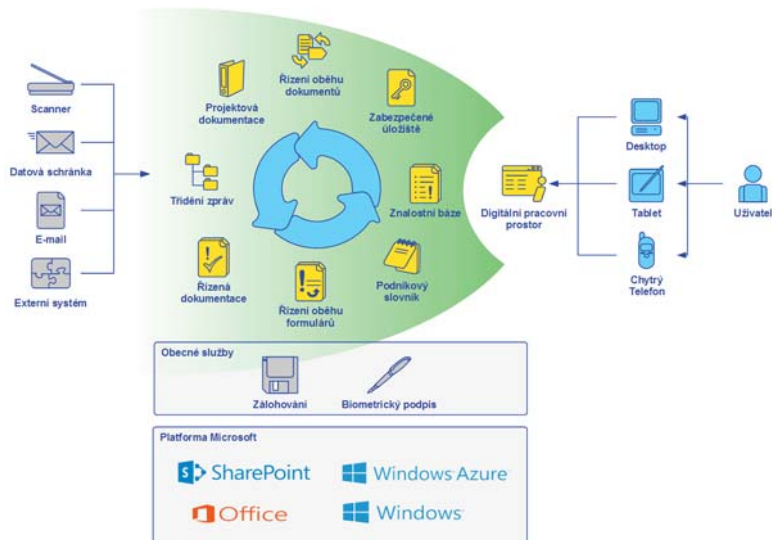 Scanner
Datová schránka
E-mail
Externí systém
Řízení oběhu
dokumentů
Projektová
dokumentace
Zabezpečené
úložiště
Třídění zpráv
Znalostní báze
Řízená
dokumentace
Řízení oběhu
formulárů
Podnikový
slovník
Digitální pracovní
prostor
Desktop
Tablet
Chytrý
Telefon
Uživatel
Obecné služby
Zálohování
Biometrický podpis
Platforma Microsoft
S SharePoint
Windows Azure
Office
Windows